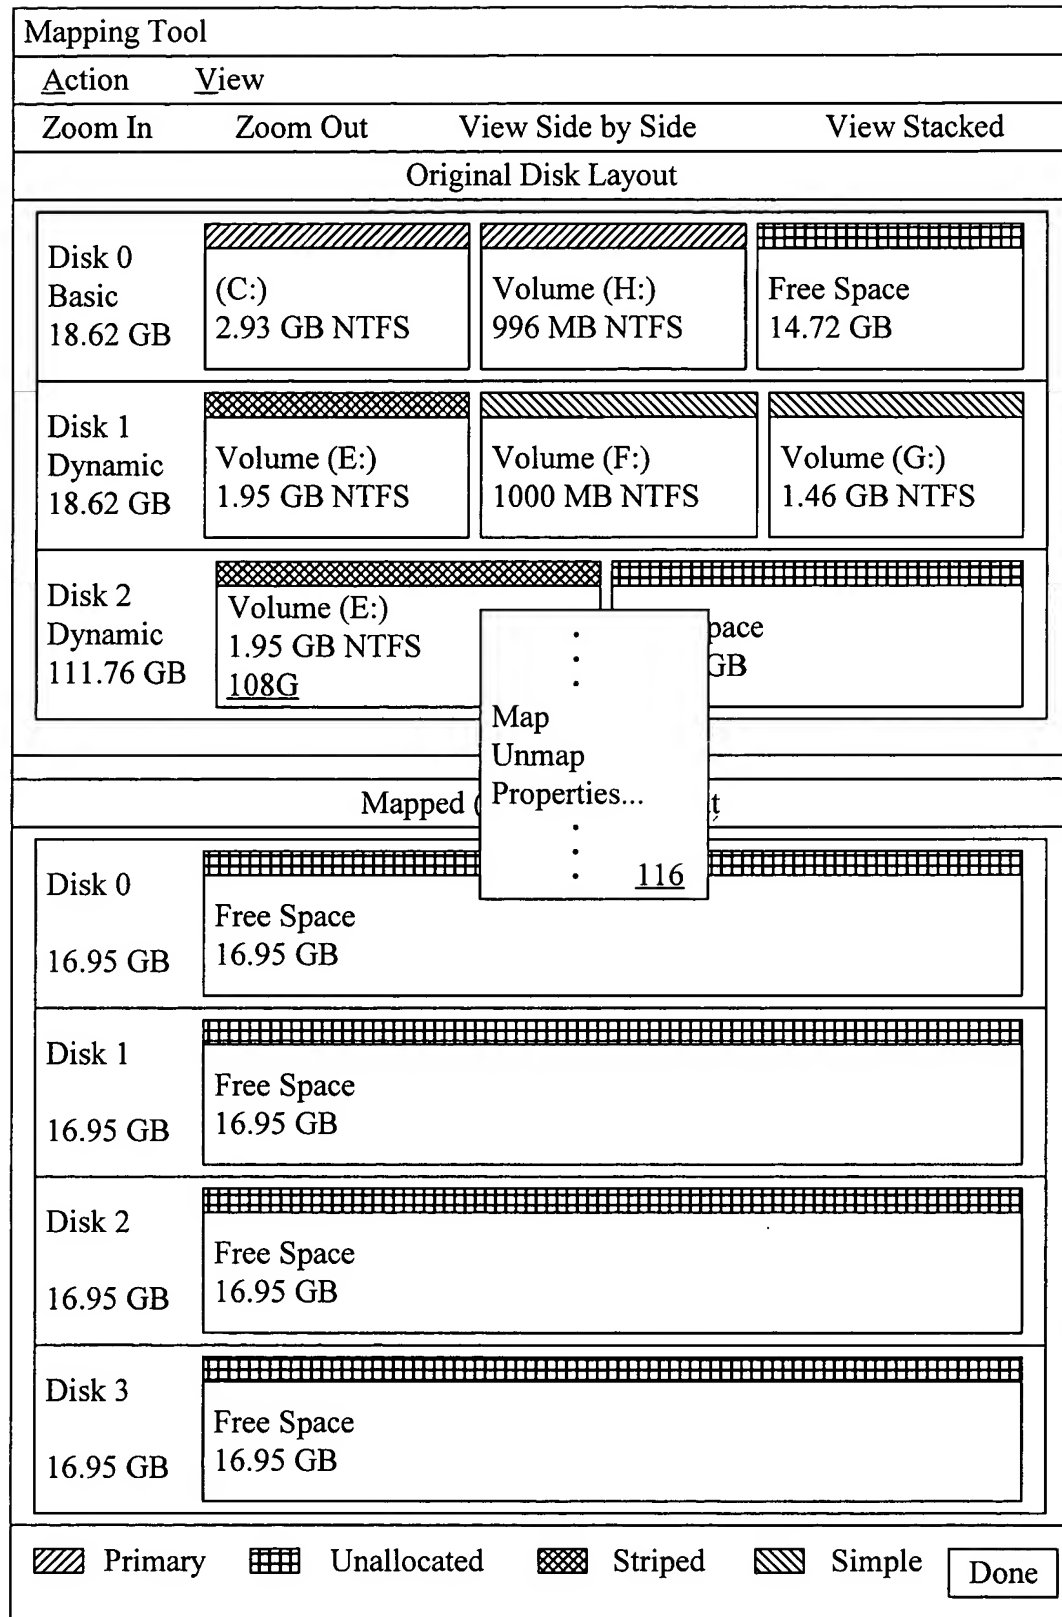 Mapping Tool
Action View
Zoom In Zoom Out View Side by Side View Stacked
Original Disk Layout
Disk 0
Basic
18.62 GB
(C:)
2.93 GB NTFS
Volume (H:)
996 MB NTFS
Free Space
14.72 GB
Disk 1
Dynamic
18.62 GB
Volume (E:)
1.95 GB NTFS
Volume (F:)
1000 MB NTFS
Volume (G:)
1.46 GB NTFS
Disk 2
Dynamic
111.76 GB
Volume (E:)
1.95 GB NTFS
108G
pace
GB
Map
Unmap
Properties...
116
Mapped (
Disk 0
16.95 GB
Free Space
16.95 GB
Disk 1
16.95 GB
Free Space
16.95 GB
Disk 2
16.95 GB
Free Space
16.95 GB
Disk 3
16.95 GB
Free Space
16.95 GB
Primary Unallocated Striped Simple Done